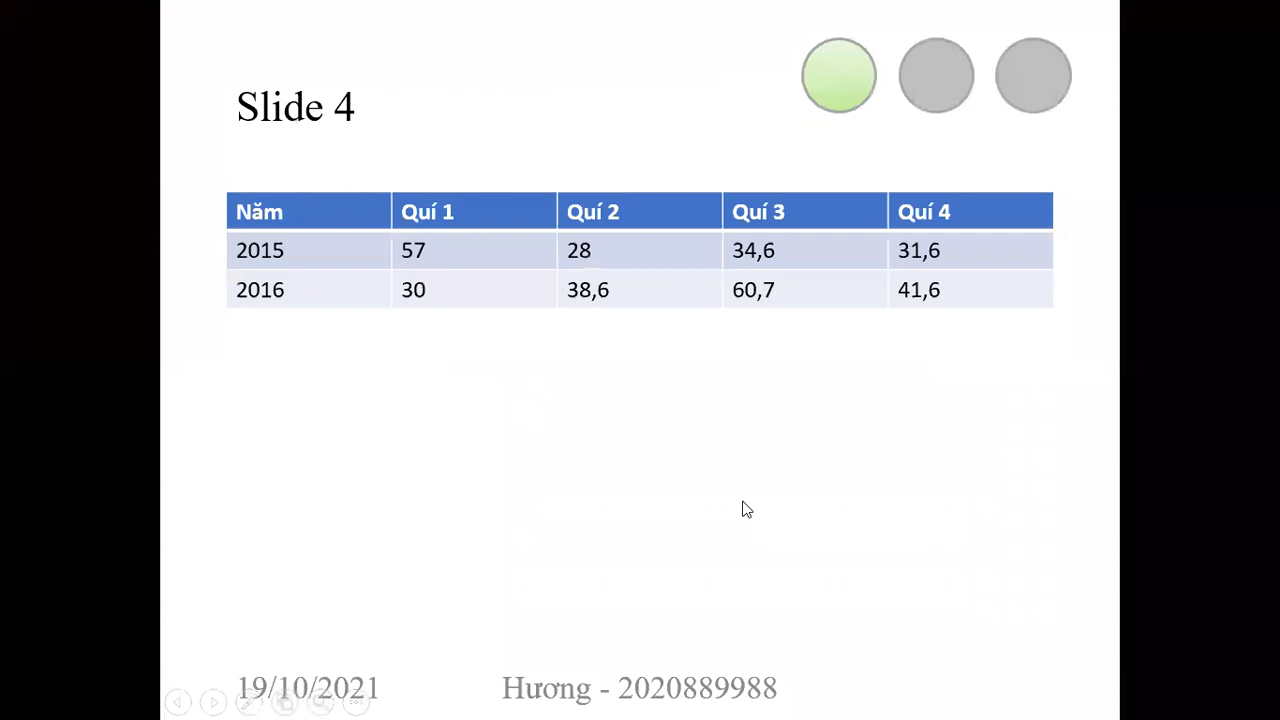 Slide 4
Năm Quí 1 Quí 2 Quí 3 Quí 4
2015 57 28 34,6 31,6
2016 30 38,6 60,7 41,6
19/10/2021 Hương - 2020889988